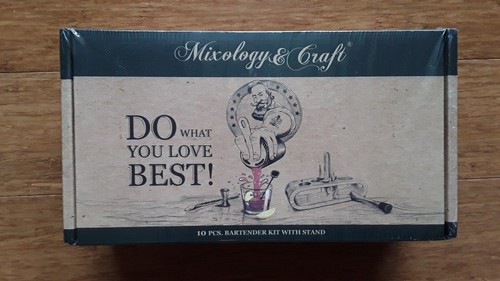 Mixology & Craft®
DO WHAT
YOU LOVE
BEST!
10 PCS. BARTENDER KIT WITH STAND